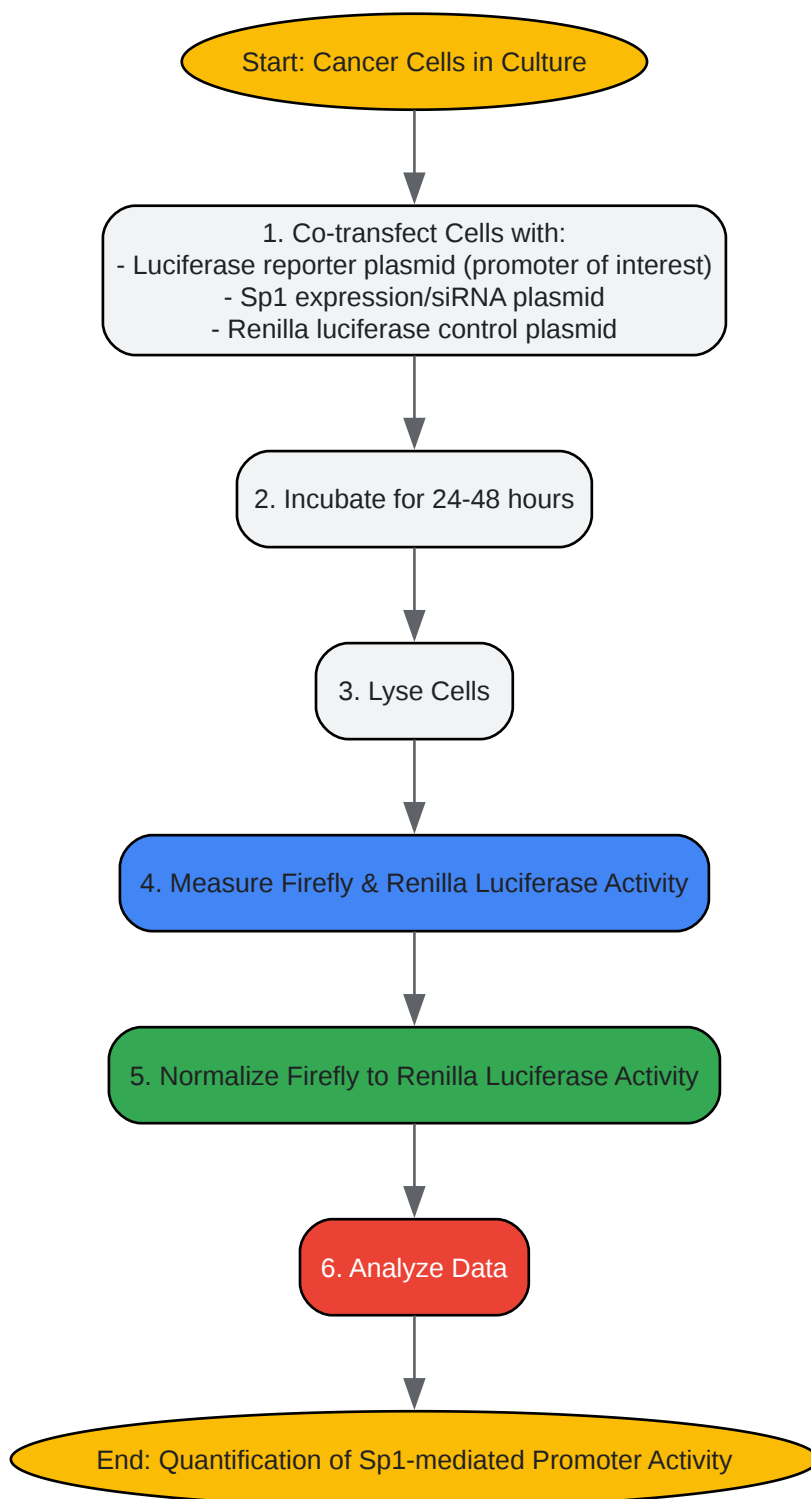 Start: Cancer Cells in Culture
1. Co-transfect Cells with:
- Luciferase reporter plasmid (promoter of interest)
- Sp1 expression/siRNA plasmid
- Renilla luciferase control plasmid
2. Incubate for 24-48 hours
3. Lyse Cells
4. Measure Firefly & Renilla Luciferase Activity
5. Normalize Firefly to Renilla Luciferase Activity
6. Analyze Data
End: Quantification of Sp1-mediated Promoter Activity